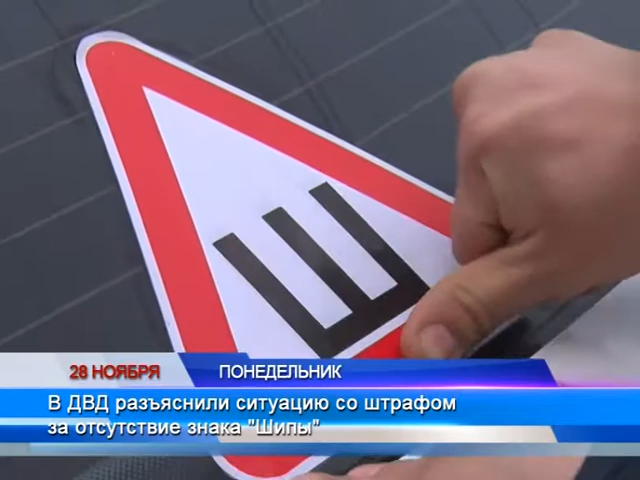 Ш
28 НОЯБРЯ
ПОНЕДЕЛЬНИК
В ДВД разъяснили ситуацию со штрафом
за отсутствие знака "Шипы"